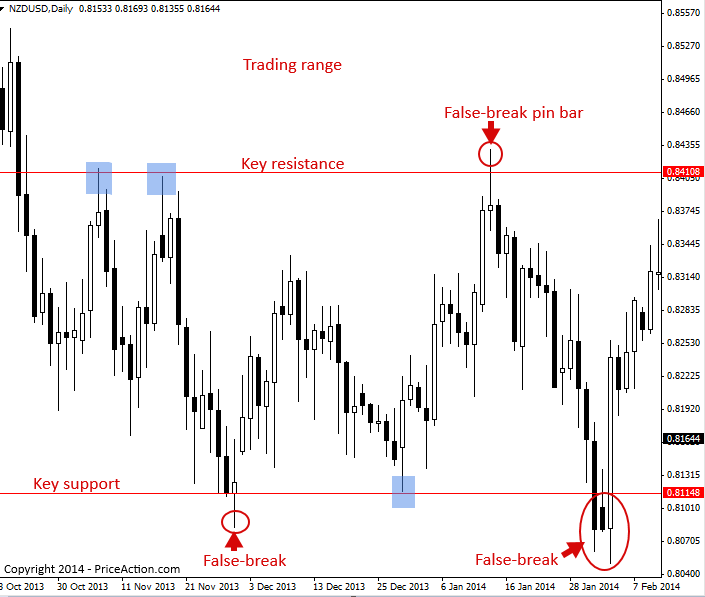 NZDUSD,Daily 0.81533 0.81693 0.81355 0.81644
0.85570
Trading range
0.85270
0.84965
0.84660
False-break pin bar
0.84355
Key resistance
0.84108
0.83745
0.83445
0.83140
0.82835
0.82530
0.82225
0.81920
0.81644
0.81315
Key support
0.81148
0.81010
0.80705
False-break
False-break
Copyright 2014 - PriceAction.com
0.80400
8 Oct 2013 30 Oct 2013 11 Nov 2013 21 Nov 2013 3 Dec 2013 13 Dec 2013 25 Dec 2013 6 Jan 2014 16 Jan 2014 28 Jan 2014 7 Feb 2014